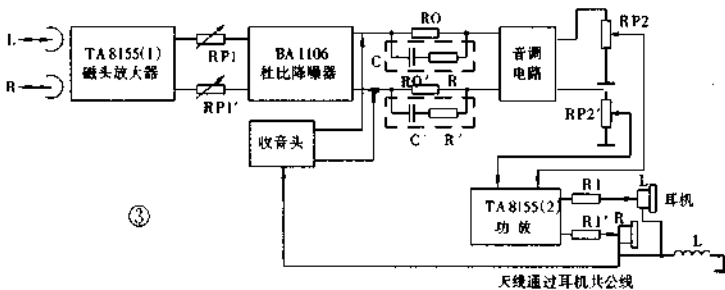 L
R
TA8155(1)
磁头放大器
RP1
RP1'
BA1106
杜比降噪器
RO
C
R
RO'
C'
R'
音调
电路
RP2
RP2'
收音头
③
TA8155(2)
功放
R1
L
耳机
R1'
R
L
天线通过耳机共公线